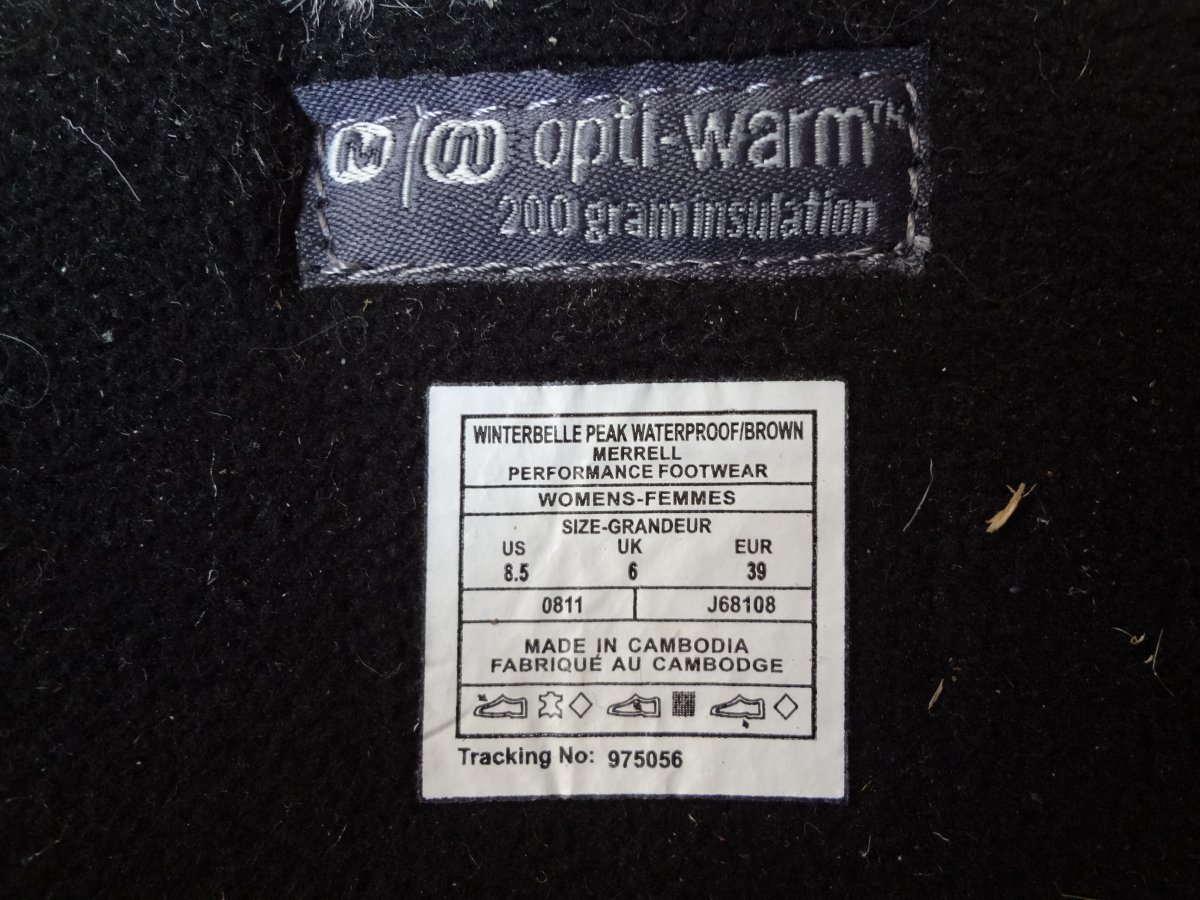 M opti-warm™
200 gram insulation
WINTERBELLE PEAK WATERPROOF/BROWN
MERRELL
PERFORMANCE FOOTWEAR
WOMENS-FEMMES
SIZE-GRANDEUR
US UK EUR
8.5 6 39
0811 J68108
MADE IN CAMBODIA
FABRIQUÉ AU CAMBODGE
Tracking No: 975056